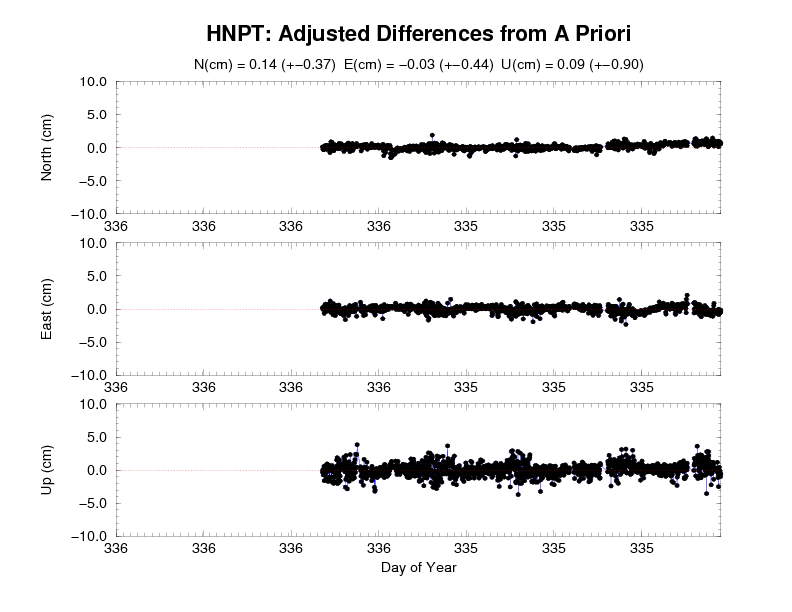 HNPT: Adjusted Differences from A Priori
N(cm) = 0.14 (+−0.37)  E(cm) = −0.03 (+−0.44)  U(cm) = 0.09 (+−0.90)
10.0
5.0
0.0
−5.0
−10.0
North (cm)
336 336 336 336 335 335 335
10.0
5.0
0.0
−5.0
−10.0
East (cm)
336 336 336 336 335 335 335
10.0
5.0
0.0
−5.0
−10.0
Up (cm)
336 336 336 336 335 335 335
Day of Year